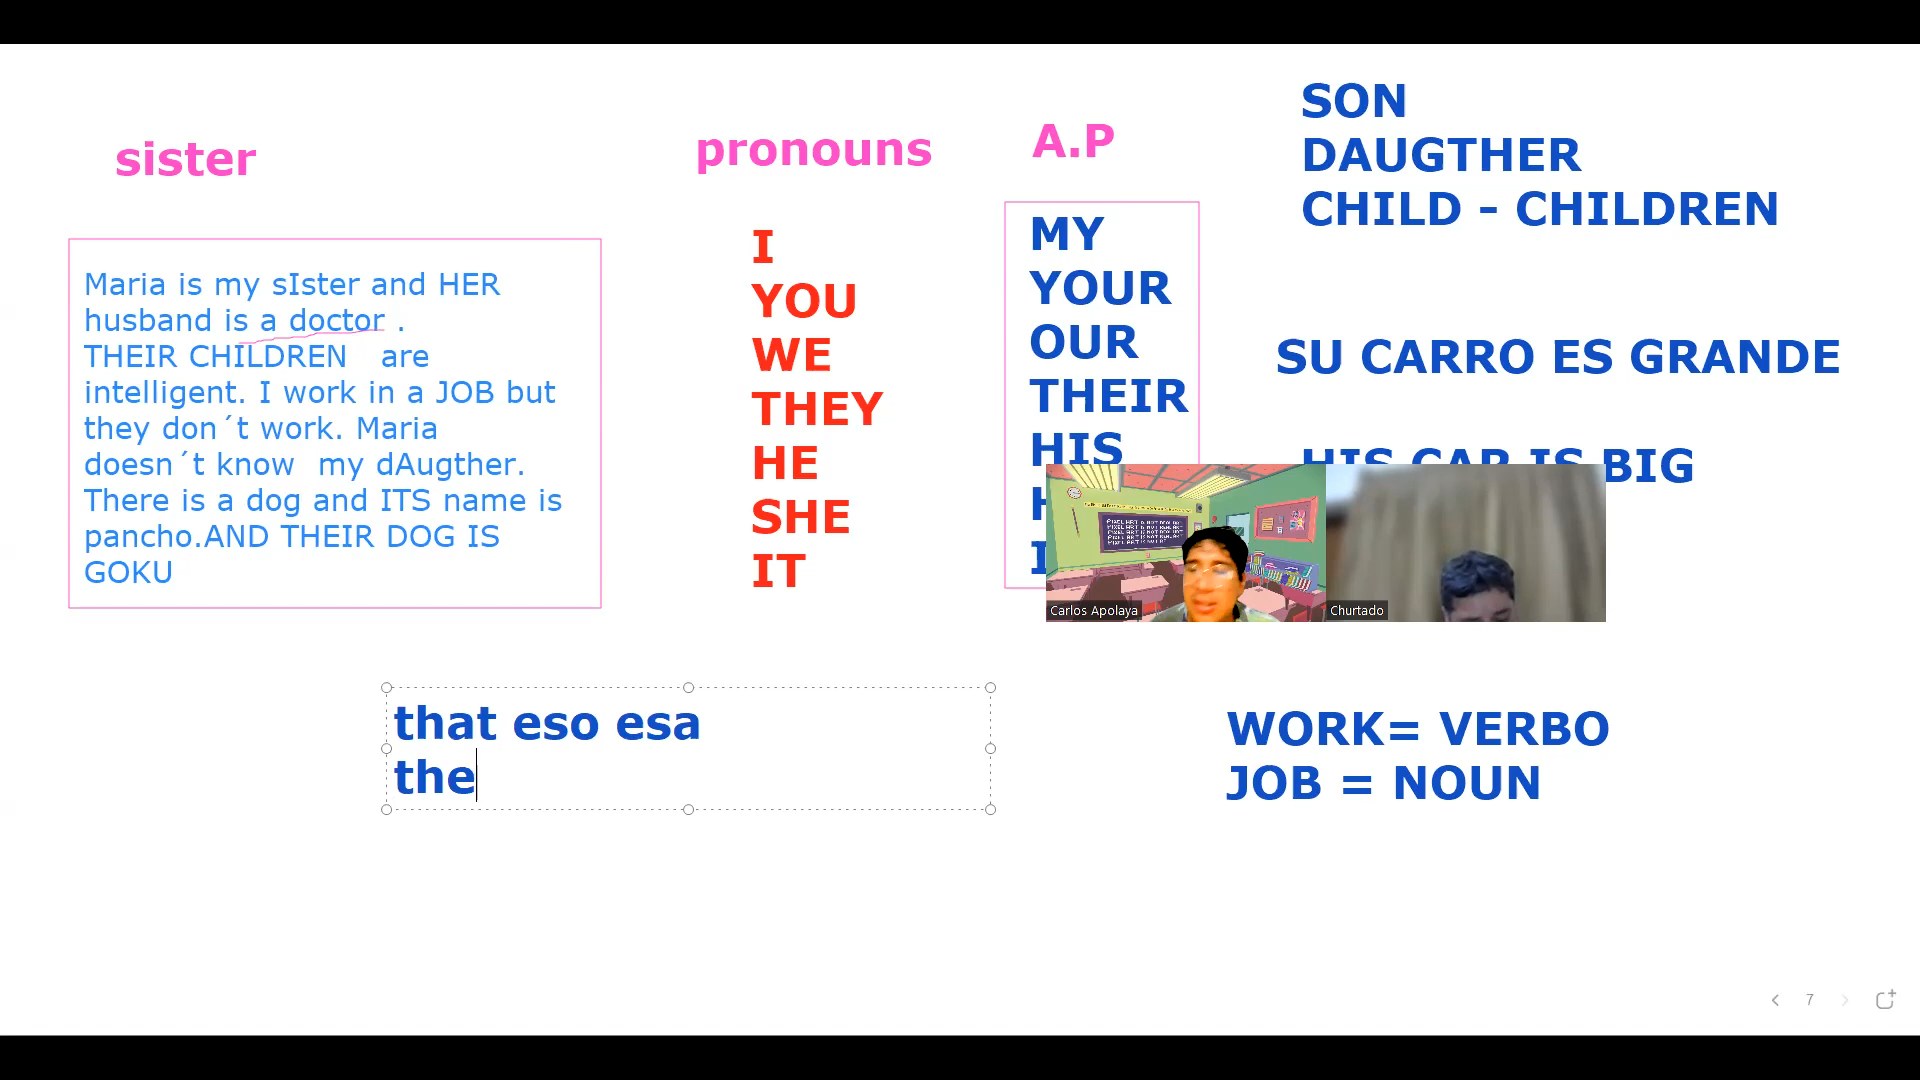 sister
Maria is my sIster and HER
husband is a doctor .
THEIR CHILDREN are
intelligent. I work in a JOB but
they don´t work. Maria
doesn´t know my dAugther.
There is a dog and ITS name is
pancho.AND THEIR DOG IS
GOKU
pronouns
I
YOU
WE
THEY
HE
SHE
IT
A.P
MY
YOUR
OUR
THEIR
HIS
SON
DAUGTHER
CHILD - CHILDREN
SU CARRO ES GRANDE
HIS CAR IS BIG
Carlos Apolaya
Churtado
that eso esa
the
WORK= VERBO
JOB = NOUN
7